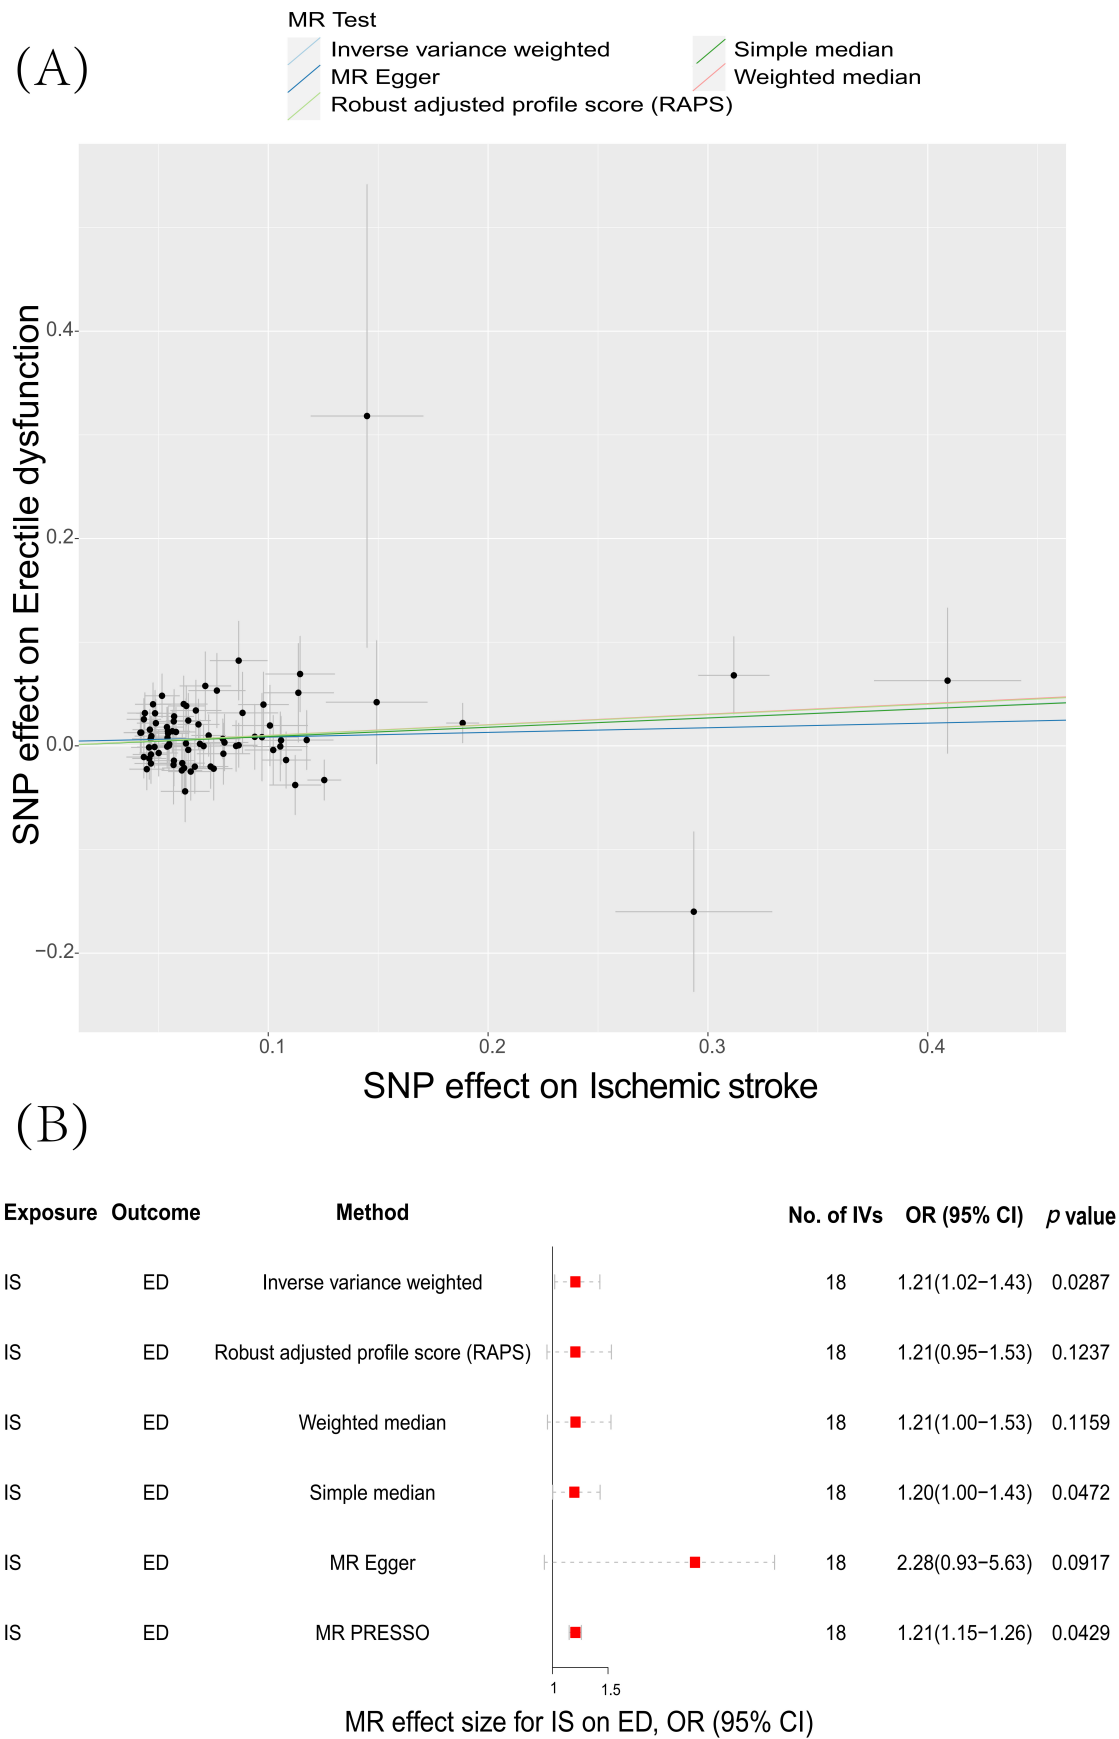 (A)
MR Test
Inverse variance weighted
Simple median
MR Egger
Weighted median
Robust adjusted profile score (RAPS)
SNP effect on Erectile dysfunction
0.4
0.2
0.0
−0.2
0.1 0.2 0.3 0.4
SNP effect on Ischemic stroke
(B)
Exposure Outcome Method No. of IVs OR (95% CI) p value
IS ED Inverse variance weighted 18 1.21(1.02−1.43) 0.0287
IS ED Robust adjusted profile score (RAPS) 18 1.21(0.95−1.53) 0.1237
IS ED Weighted median 18 1.21(1.00−1.53) 0.1159
IS ED Simple median 18 1.20(1.00−1.43) 0.0472
IS ED MR Egger 18 2.28(0.93−5.63) 0.0917
IS ED MR PRESSO 18 1.21(1.15−1.26) 0.0429
1 1.5
MR effect size for IS on ED, OR (95% CI)